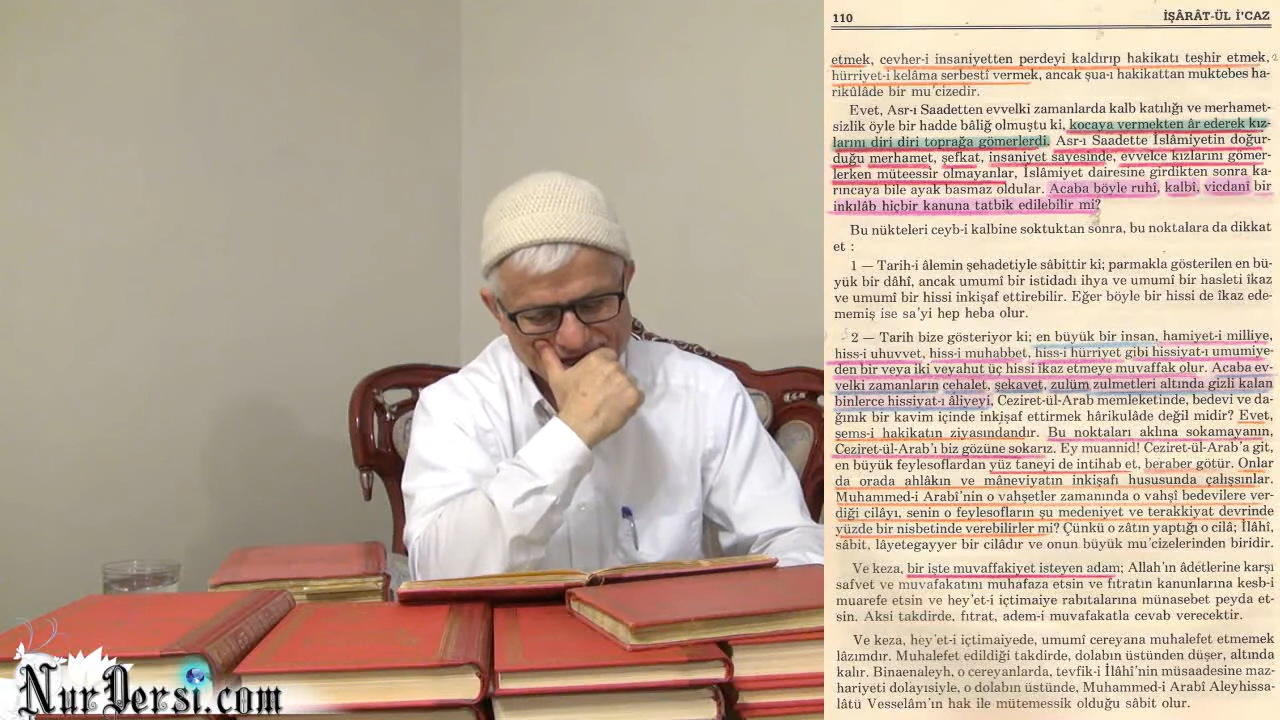 110
İŞÂRÂT-ÜL İ'CAZ
etmek, cevher-i insaniyetten perdeyi kaldırıp hakikatı teşhir etmek,
hürriyet-i kelâma serbestî vermek, ancak şua-ı hakikattan muktebes ha-
rikûlâde bir mu'cizedir.
Evet, Asr-ı Saadetten evvelki zamanlarda kalb katılığı ve merhamet-
sizlik öyle bir hadde bâliğ olmuştu ki, kocaya vermekten âr ederek kız-
larını diri diri toprağa gömerlerdi. Asr-ı Saadette İslâmiyetin doğur-
duğu merhamet, şefkat, insaniyet sayesinde, evvelce kızlarını gömer-
lerken müteessir olmayanlar, İslâmiyet dairesine girdikten sonra ka-
rıncaya bile ayak basmaz oldular. Acaba böyle ruhî, kalbî, vicdanî bir
inkılâb hiçbir kanuna tatbik edilebilir mi?
Bu nükteleri ceyb-i kalbine soktuktan sonra, bu noktalara da dikkat
et :
1 — Tarih-i âlemin şehadetiyle sâbittir ki; parmakla gösterilen en bü-
yük bir dâhî, ancak umumî bir istidadı ihya ve umumî bir hasleti îkaz
ve umumî bir hissi inkişaf ettirebilir. Eğer böyle bir hissi de îkaz ede-
memiş ise sa'yi hep heba olur.
2 — Tarih bize gösteriyor ki; en büyük bir insan, hamiyet-i milliye,
hiss-i uhuvvet, hiss-i muhabbet, hiss-i hürriyet gibi hissiyat-ı umumiye-
den bir veya iki veyahut üç hissi îkaz etmeye muvaffak olur. Acaba ev-
velki zamanların cehalet, şekavet, zulüm zulmetleri altında gizli kalan
binlerce hissiyat-ı âliyeyi, Ceziret-ül-Arab memleketinde, bedevi ve da-
ğınık bir kavim içinde inkişaf ettirmek hârikulâde değil midir? Evet,
şems-i hakikatın ziyasındandır. Bu noktaları aklına sokamayanın,
Ceziret-ül-Arab'ı biz gözüne sokarız. Ey muannid! Ceziret-ül-Arab'a git,
en büyük feylesoflardan yüz taneyi de intihab et, beraber götür. Onlar
da orada ahlâkın ve mâneviyatın inkişafı hususunda çalışsınlar.
Muhammed-i Arabî'nin o vahşetler zamanında o vahşî bedevilere ver-
diği cilâyı, senin o feylesofların şu medeniyet ve terakkiyat devrinde
yüzde bir nisbetinde verebilirler mi? Çünkü o zâtın yaptığı o cilâ; İlâhî,
sâbit, lâyetegayyer bir cilâdır ve onun büyük mu'cizelerinden biridir.
Ve keza, bir işte muvaffakiyet isteyen adam; Allah'ın âdetlerine karşı
safvet ve muvafakatını muhafaza etsin ve fıtratın kanunlarına kesb-i
muarefe etsin ve hey'et-i içtimaiye rabıtalarına münasebet peyda et-
sin. Aksi takdirde, fıtrat, adem-i muvafakatla cevab verecektir.
Ve keza, hey'et-i içtimaiyede, umumî cereyana muhalefet etmemek
lâzımdır. Muhalefet edildiği takdirde, dolabın üstünden düşer, altında
kalır. Binaenaleyh, o cereyanlarda, tevfik-i İlâhî'nin müsaadesine maz-
hariyeti dolayısiyle, o dolabın üstünde, Muhammed-i Arabî Aleyhissa-
lâtü Vesselâm'ın hak ile mütemessik olduğu sâbit olur.
NurDersi.com